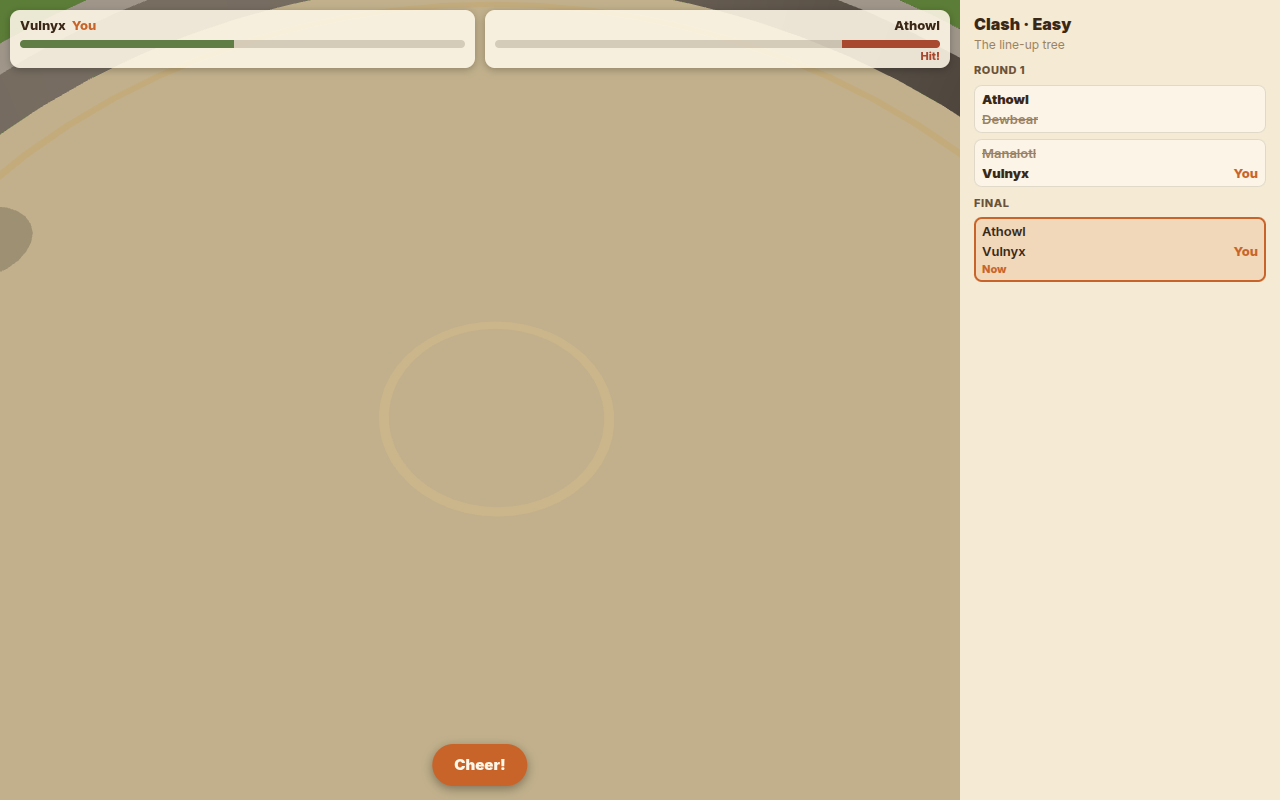 Vulnyx You
Athowl
Hit!
Cheer!
Clash · Easy
The line-up tree
ROUND 1
Athowl
Dewbear
Manalotl
Vulnyx You
FINAL
Athowl
Vulnyx You
Now